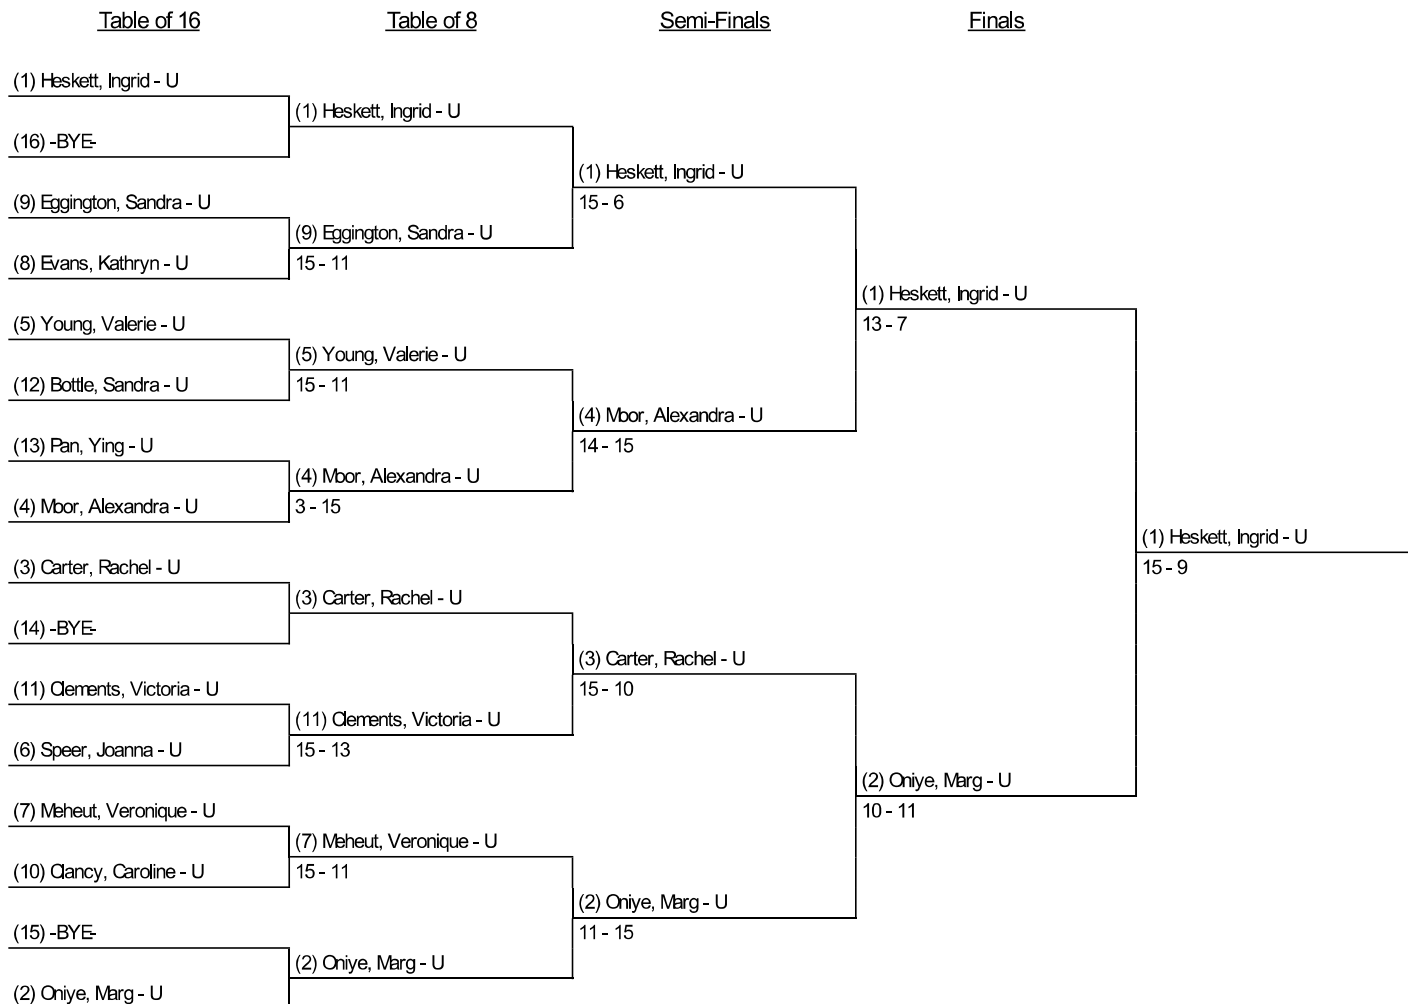 Table of 16 Table of 8 Semi-Finals Finals
(1) Heskett, Ingrid - U
(1) Heskett, Ingrid - U
(16) -BYE-
(1) Heskett, Ingrid - U
15 - 6
(9) Eggington, Sandra - U
(9) Eggington, Sandra - U
15 - 11
(8) Evans, Kathryn - U
(1) Heskett, Ingrid - U
13 - 7
(5) Young, Valerie - U
(5) Young, Valerie - U
15 - 11
(12) Bottle, Sandra - U
(4) Moor, Alexandra - U
14 - 15
(13) Pan, Ying - U
(4) Moor, Alexandra - U
3 - 15
(4) Moor, Alexandra - U
(1) Heskett, Ingrid - U
15 - 9
(3) Carter, Rachel - U
(3) Carter, Rachel - U
(14) -BYE-
(3) Carter, Rachel - U
15 - 10
(11) Clements, Victoria - U
(11) Clements, Victoria - U
15 - 13
(6) Speer, Joanna - U
(2) Oniye, Marg - U
10 - 11
(7) Meheut, Veronique - U
(7) Meheut, Veronique - U
15 - 11
(10) Clancy, Caroline - U
(2) Oniye, Marg - U
11 - 15
(15) -BYE-
(2) Oniye, Marg - U
(2) Oniye, Marg - U